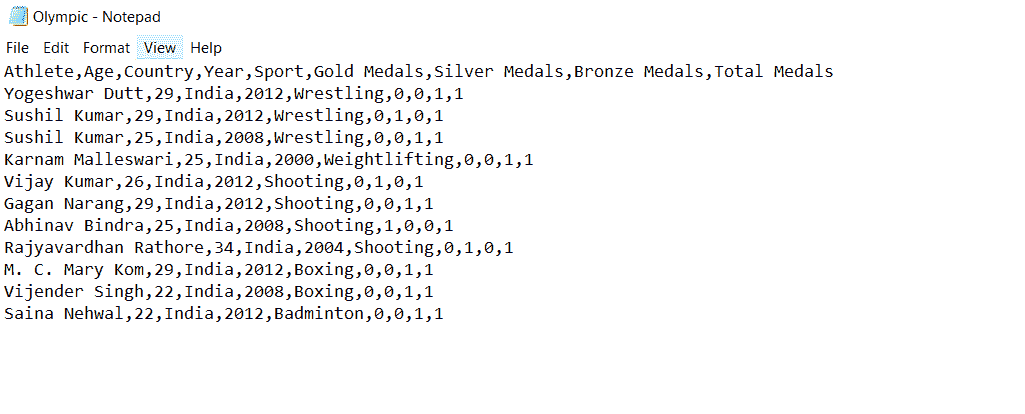 Olympic - Notepad
File Edit Format View Help
Athlete,Age,Country,Year,Sport,Gold Medals,Silver Medals,Bronze Medals,Total Medals
Yogeshwar Dutt,29,India,2012,Wrestling,0,0,1,1
Sushil Kumar,29,India,2012,Wrestling,0,1,0,1
Sushil Kumar,25,India,2008,Wrestling,0,0,1,1
Karnam Malleswari,25,India,2000,Weightlifting,0,0,1,1
Vijay Kumar,26,India,2012,Shooting,0,1,0,1
Gagan Narang,29,India,2012,Shooting,0,0,1,1
Abhinav Bindra,25,India,2008,Shooting,1,0,0,1
Rajyavardhan Rathore,34,India,2004,Shooting,0,1,0,1
M. C. Mary Kom,29,India,2012,Boxing,0,0,1,1
Vijender Singh,22,India,2008,Boxing,0,0,1,1
Saina Nehwal,22,India,2012,Badminton,0,0,1,1